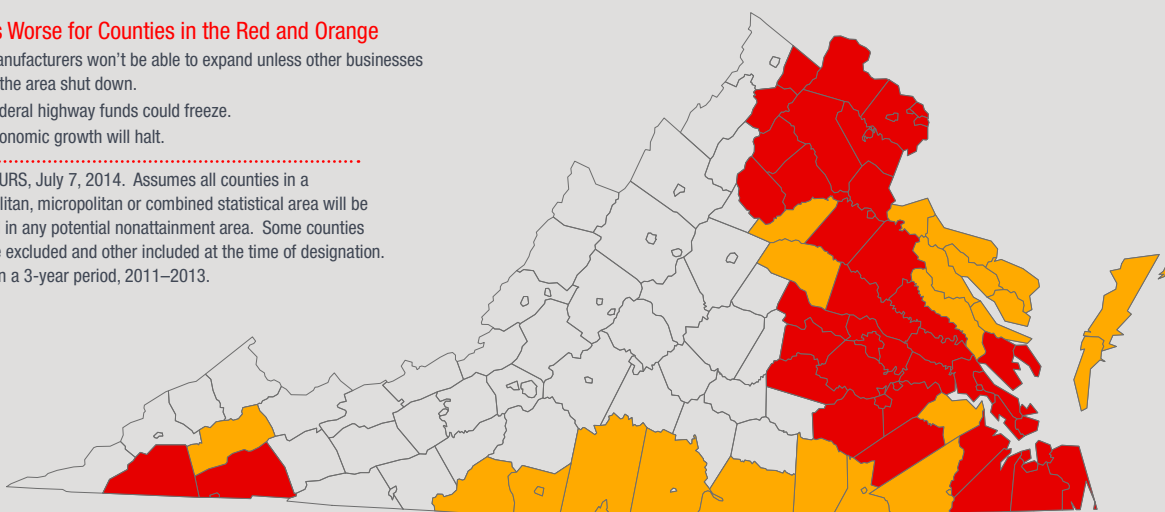 s Worse for Counties in the Red and Orange
anufacturers won’t be able to expand unless other businesses
the area shut down.
deral highway funds could freeze.
onomic growth will halt.
URS, July 7, 2014. Assumes all counties in a
litan, micropolitan or combined statistical area will be
in any potential nonattainment area. Some counties
e excluded and other included at the time of designation.
n a 3-year period, 2011–2013.